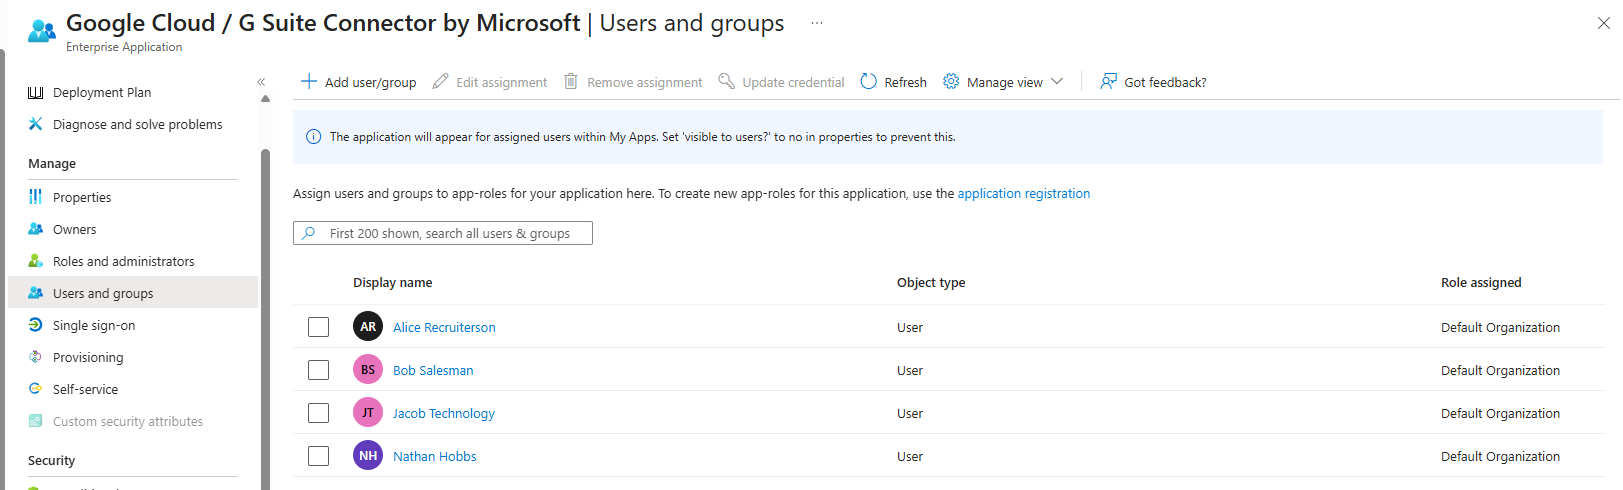 Google Cloud / G Suite Connector by Microsoft | Users and groups ...
Enterprise Application
Deployment Plan
Diagnose and solve problems
Manage
Properties
Owners
Roles and administrators
Users and groups
Single sign-on
Provisioning
Self-service
Custom security attributes
Security
Add user/group Edit assignment Remove assignment Update credential Refresh Manage view Got feedback?
The application will appear for assigned users within My Apps. Set 'visible to users?' to no in properties to prevent this.
Assign users and groups to app-roles for your application here. To create new app-roles for this application, use the application registration
First 200 shown, search all users & groups
Display name Object type Role assigned
AR Alice Recruiterson User Default Organization
BS Bob Salesman User Default Organization
JT Jacob Technology User Default Organization
NH Nathan Hobbs User Default Organization